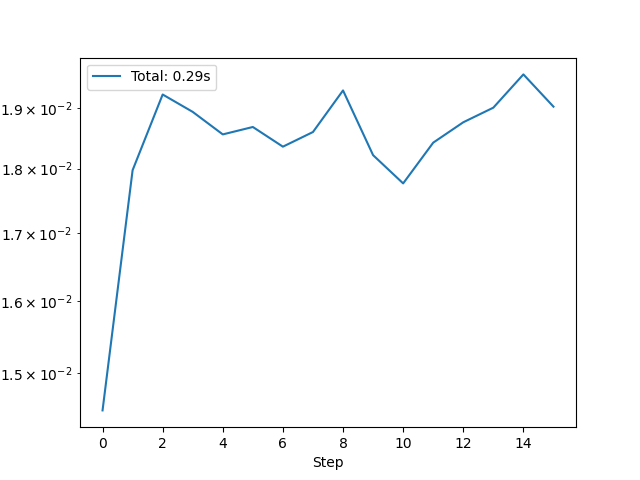 Total: 0.29s
1.9 × 10⁻²
1.8 × 10⁻²
1.7 × 10⁻²
1.6 × 10⁻²
1.5 × 10⁻²
0 2 4 6 8 10 12 14
Step